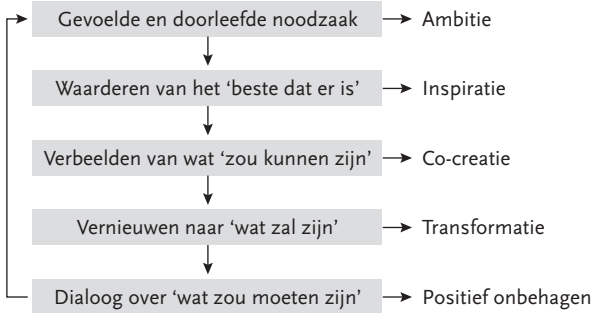 Gevoelde en doorleefde noodzaak Ambitie
Waarderen van het ‘beste dat er is’ Inspiratie
Verbeelden van wat ‘zou kunnen zijn’ Co-creatie
Vernieuwen naar ‘wat zal zijn’ Transformatie
Dialoog over ‘wat zou moeten zijn’ Positief onbehagen